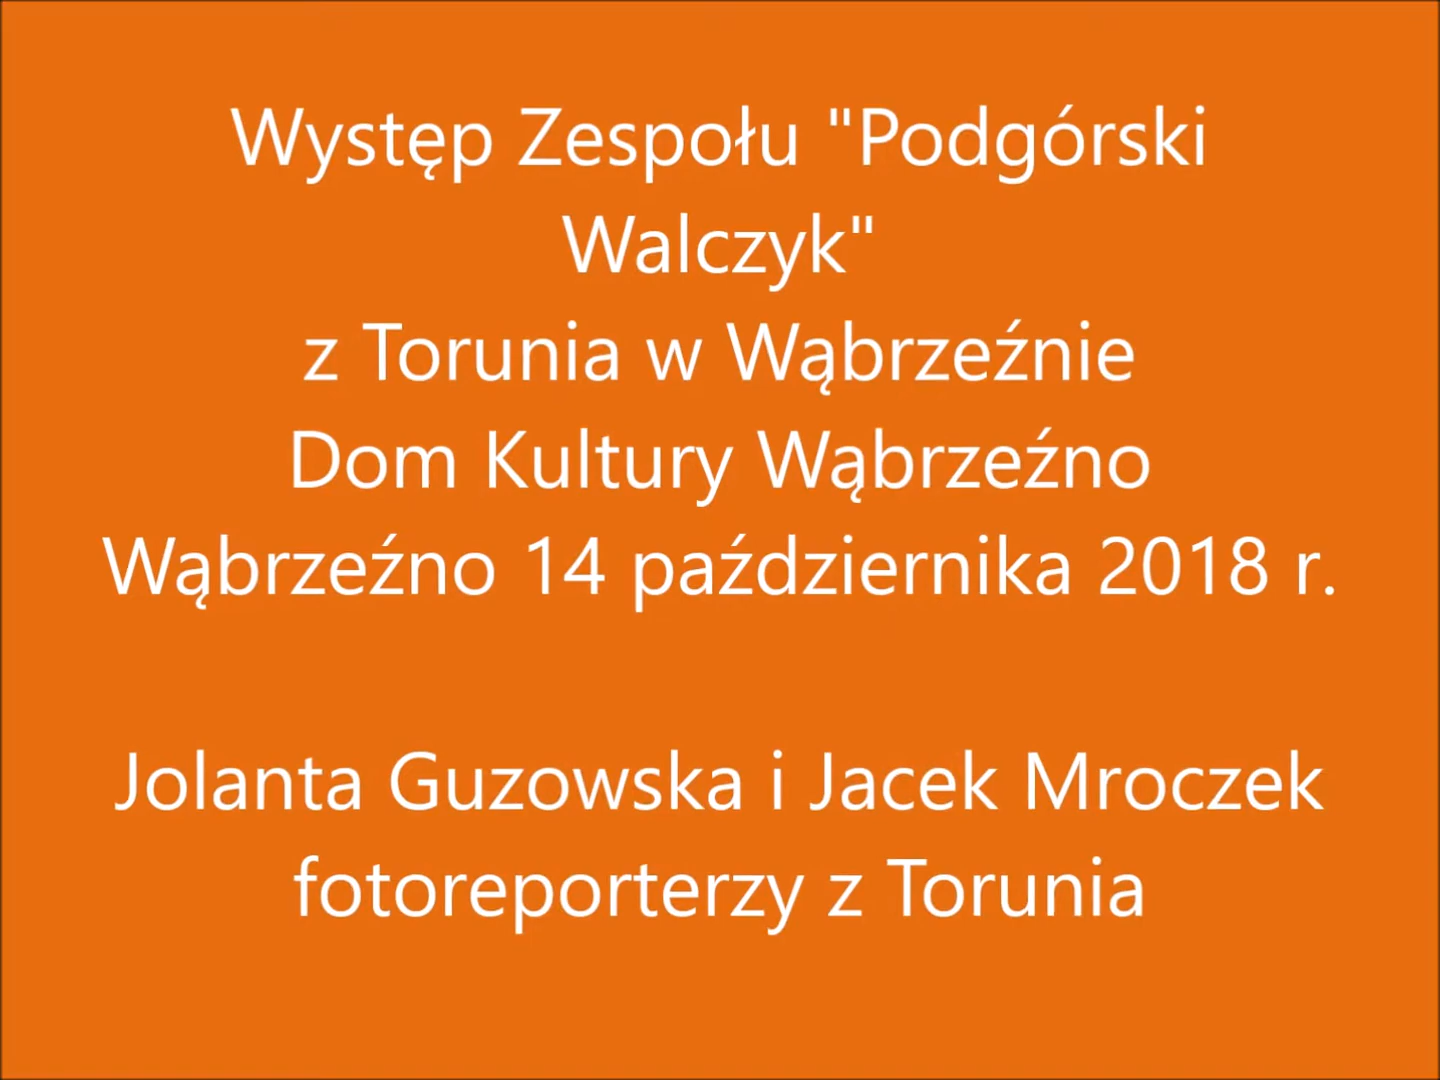 Występ Zespołu "Podgórski
Walczyk"
z Torunia w Wąbrzeźnie
Dom Kultury Wąbrzeźno
Wąbrzeźno 14 października 2018 r.
Jolanta Guzowska i Jacek Mroczek
fotoreporterzy z Torunia